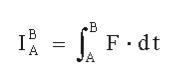 I_A^B = ∫_A^B F · dt